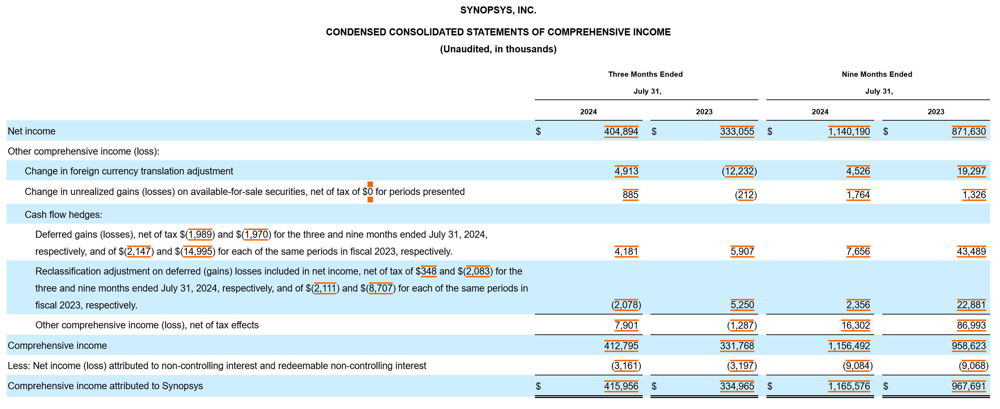 SYNOPSYS, INC.
CONDENSED CONSOLIDATED STATEMENTS OF COMPREHENSIVE INCOME
(Unaudited, in thousands)
Three Months Ended Nine Months Ended
July 31, July 31,
2024 2023 2024 2023
Net income $ 404,894 $ 333,055 $ 1,140,190 $ 871,630
Other comprehensive income (loss):
Change in foreign currency translation adjustment 4,913 (12,232) 4,526 19,297
Change in unrealized gains (losses) on available-for-sale securities, net of tax of $0 for periods presented 885 (212) 1,764 1,326
Cash flow hedges:
Deferred gains (losses), net of tax $(1,989) and $(1,970) for the three and nine months ended July 31, 2024,
respectively, and of $(2,147) and $(14,995) for each of the same periods in fiscal 2023, respectively. 4,181 5,907 7,656 43,489
Reclassification adjustment on deferred (gains) losses included in net income, net of tax of $348 and $(2,083) for the
three and nine months ended July 31, 2024, respectively, and of $(2,111) and $(8,707) for each of the same periods in
fiscal 2023, respectively. (2,078) 5,250 2,356 22,881
Other comprehensive income (loss), net of tax effects 7,901 (1,287) 16,302 86,993
Comprehensive income 412,795 331,768 1,156,492 958,623
Less: Net income (loss) attributed to non-controlling interest and redeemable non-controlling interest (3,161) (3,197) (9,084) (9,068)
Comprehensive income attributed to Synopsys $ 415,956 $ 334,965 $ 1,165,576 $ 967,691